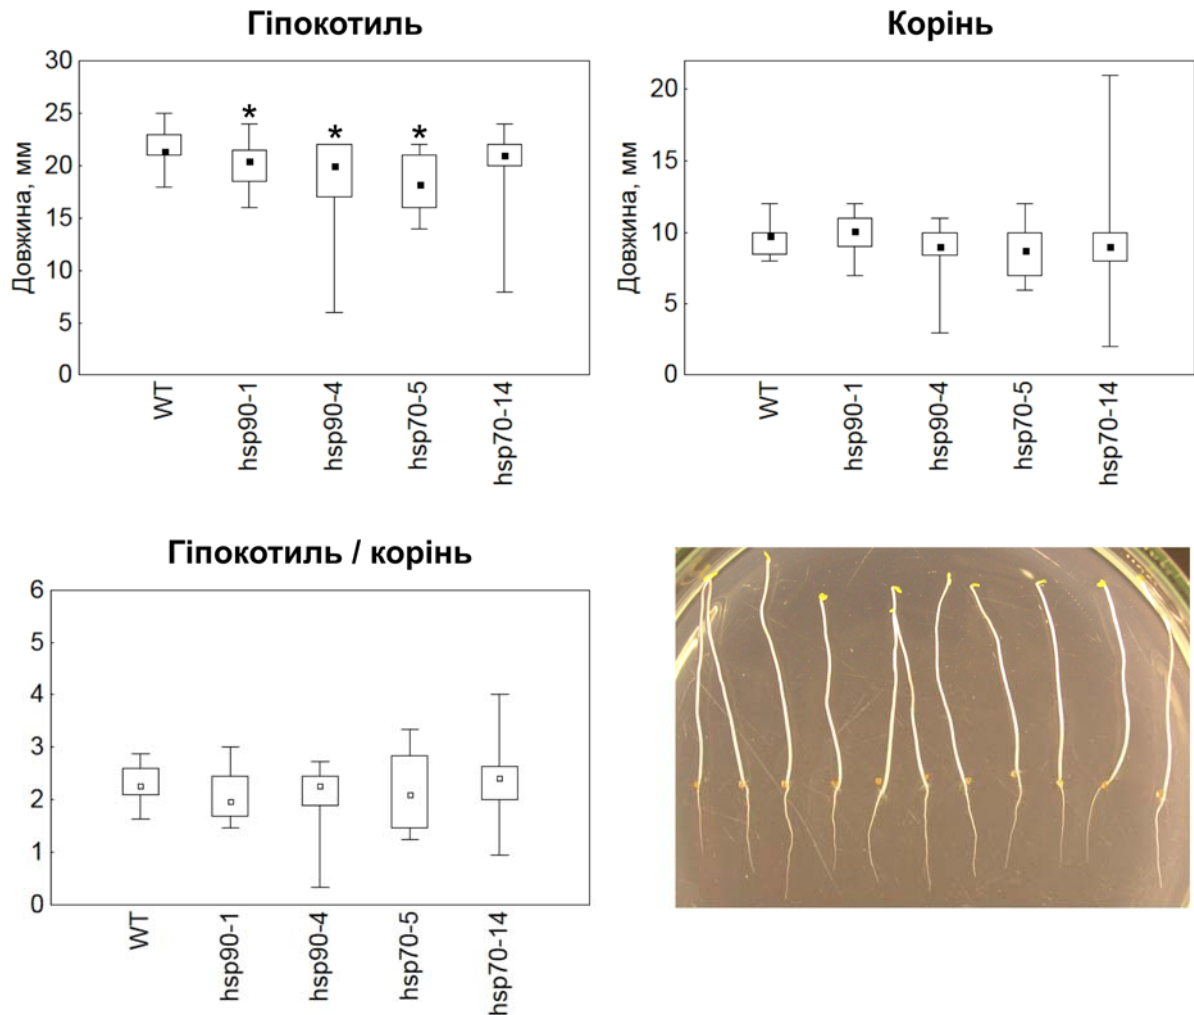 Гіпокотиль
Довжина, мм
30
25
20
15
10
5
0
*
*
*
WT
hsp90-1
hsp90-4
hsp70-5
hsp70-14
Корінь
Довжина, мм
20
15
10
5
0
WT
hsp90-1
hsp90-4
hsp70-5
hsp70-14
Гіпокотиль / корінь
6
5
4
3
2
1
0
WT
hsp90-1
hsp90-4
hsp70-5
hsp70-14